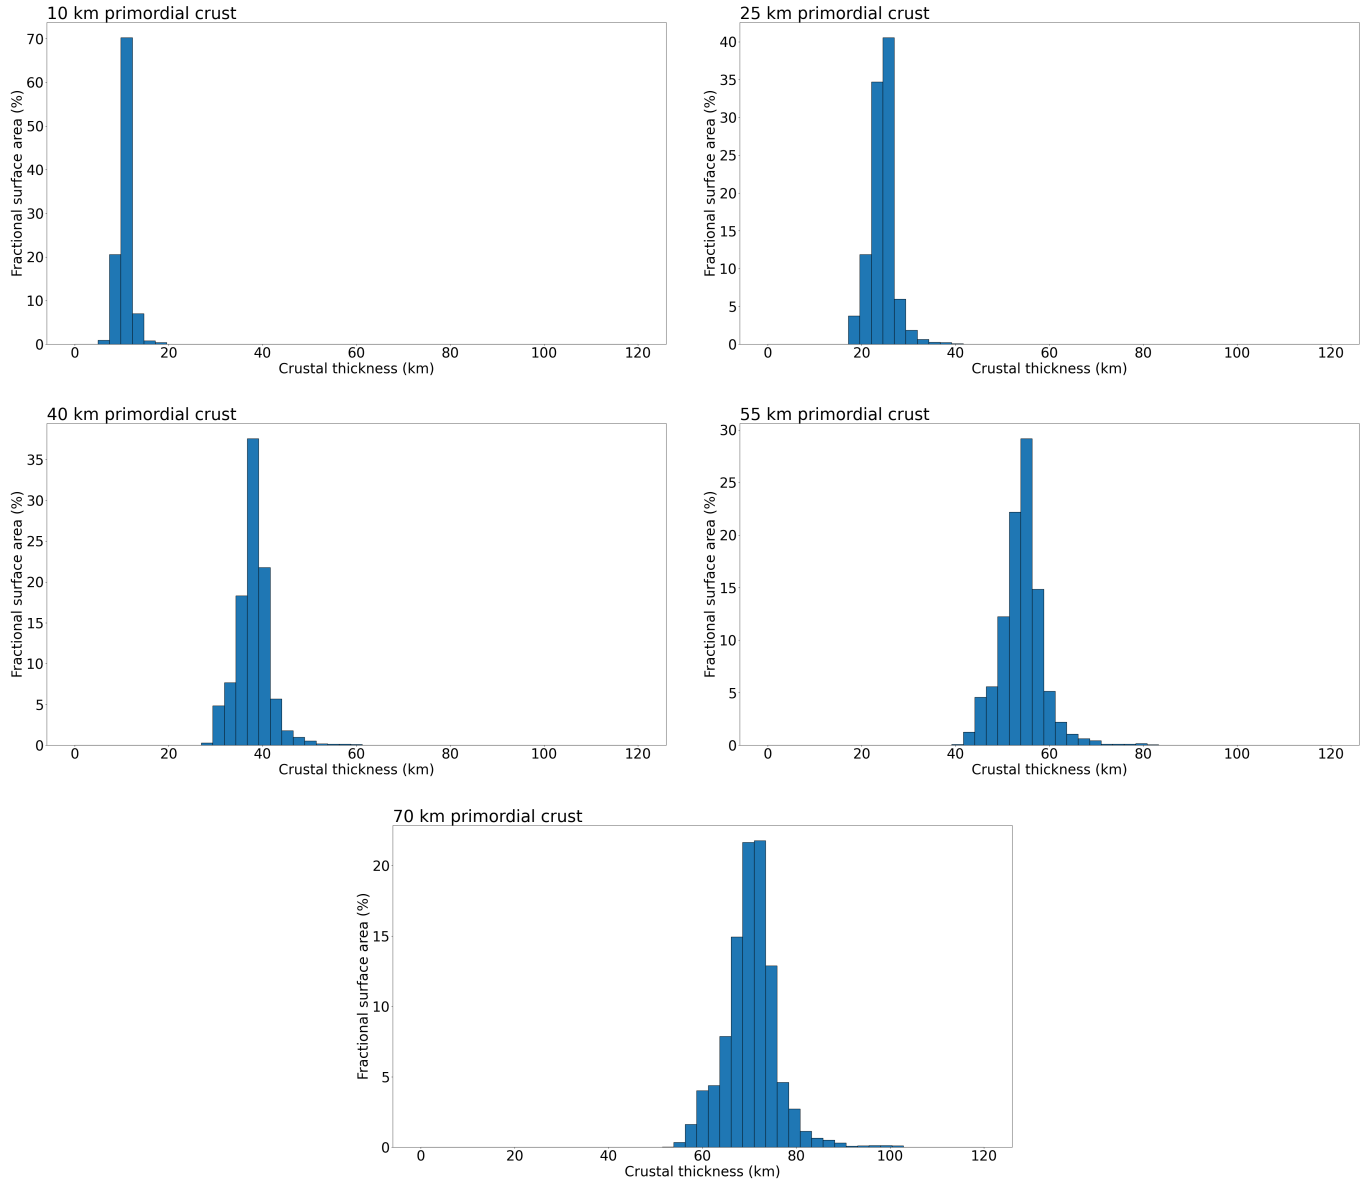 10 km primordial crust
70
60
50
40
30
20
10
0
Fractional surface area (%)
0 20 40 60 80 100 120
Crustal thickness (km)
25 km primordial crust
40
35
30
25
20
15
10
5
0
Fractional surface area (%)
0 20 40 60 80 100 120
Crustal thickness (km)
40 km primordial crust
35
30
25
20
15
10
5
0
Fractional surface area (%)
0 20 40 60 80 100 120
Crustal thickness (km)
55 km primordial crust
30
25
20
15
10
5
0
Fractional surface area (%)
0 20 40 60 80 100 120
Crustal thickness (km)
70 km primordial crust
20
15
10
5
0
Fractional surface area (%)
0 20 40 60 80 100 120
Crustal thickness (km)